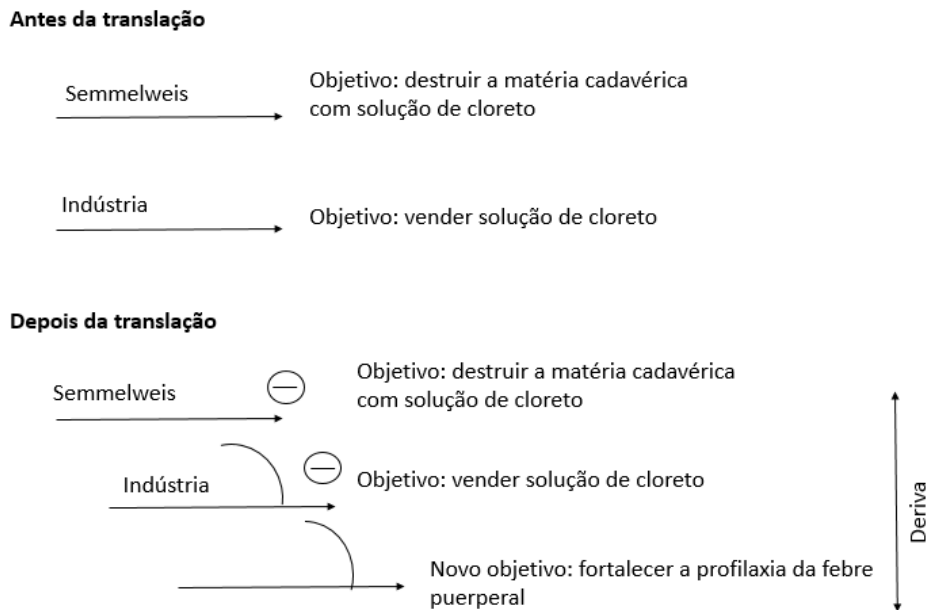 Antes da translação
Semmelweis
Objetivo: destruir a matéria cadavérica
com solução de cloreto
Indústria
Objetivo: vender solução de cloreto
Depois da translação
Semmelweis
Objetivo: destruir a matéria cadavérica
com solução de cloreto
Indústria
Objetivo: vender solução de cloreto
Deriva
Novo objetivo: fortalecer a profilaxia da febre
puerperal